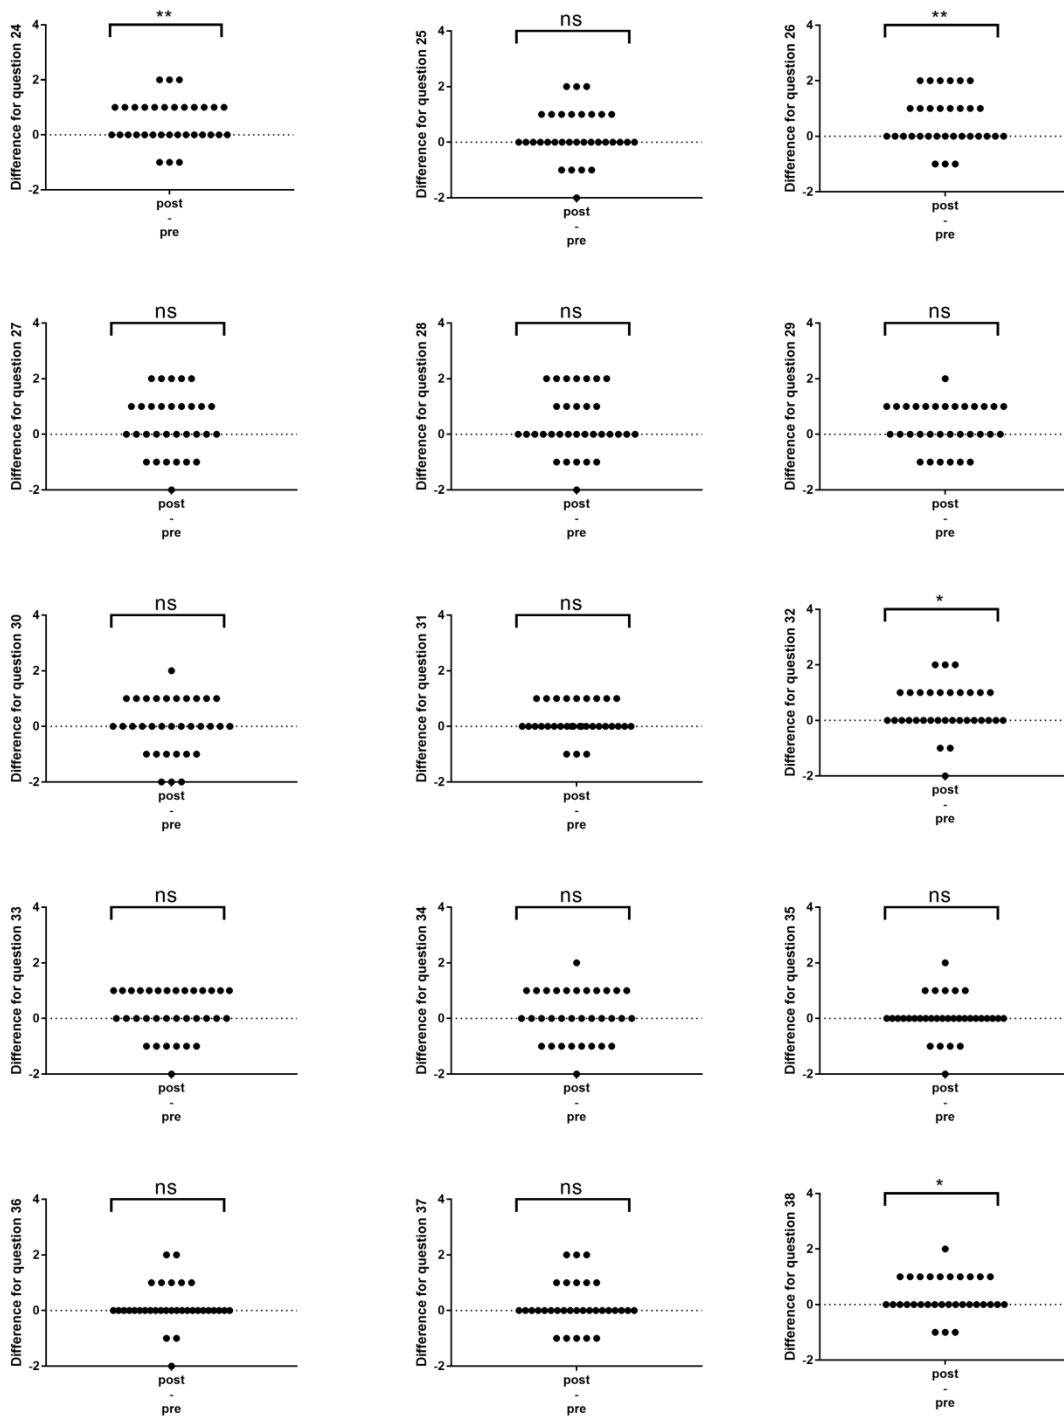 **
Difference for question 24
4
2
0
-2
post
-
pre
ns
Difference for question 25
4
2
0
-2
post
-
pre
**
Difference for question 26
4
2
0
-2
post
-
pre
ns
Difference for question 27
4
2
0
-2
post
-
pre
ns
Difference for question 28
4
2
0
-2
post
-
pre
ns
Difference for question 29
4
2
0
-2
post
-
pre
ns
Difference for question 30
4
2
0
-2
post
-
pre
ns
Difference for question 31
4
2
0
-2
post
-
pre
*
Difference for question 32
4
2
0
-2
post
-
pre
ns
Difference for question 33
4
2
0
-2
post
-
pre
ns
Difference for question 34
4
2
0
-2
post
-
pre
ns
Difference for question 35
4
2
0
-2
post
-
pre
ns
Difference for question 36
4
2
0
-2
post
-
pre
ns
Difference for question 37
4
2
0
-2
post
-
pre
*
Difference for question 38
4
2
0
-2
post
-
pre